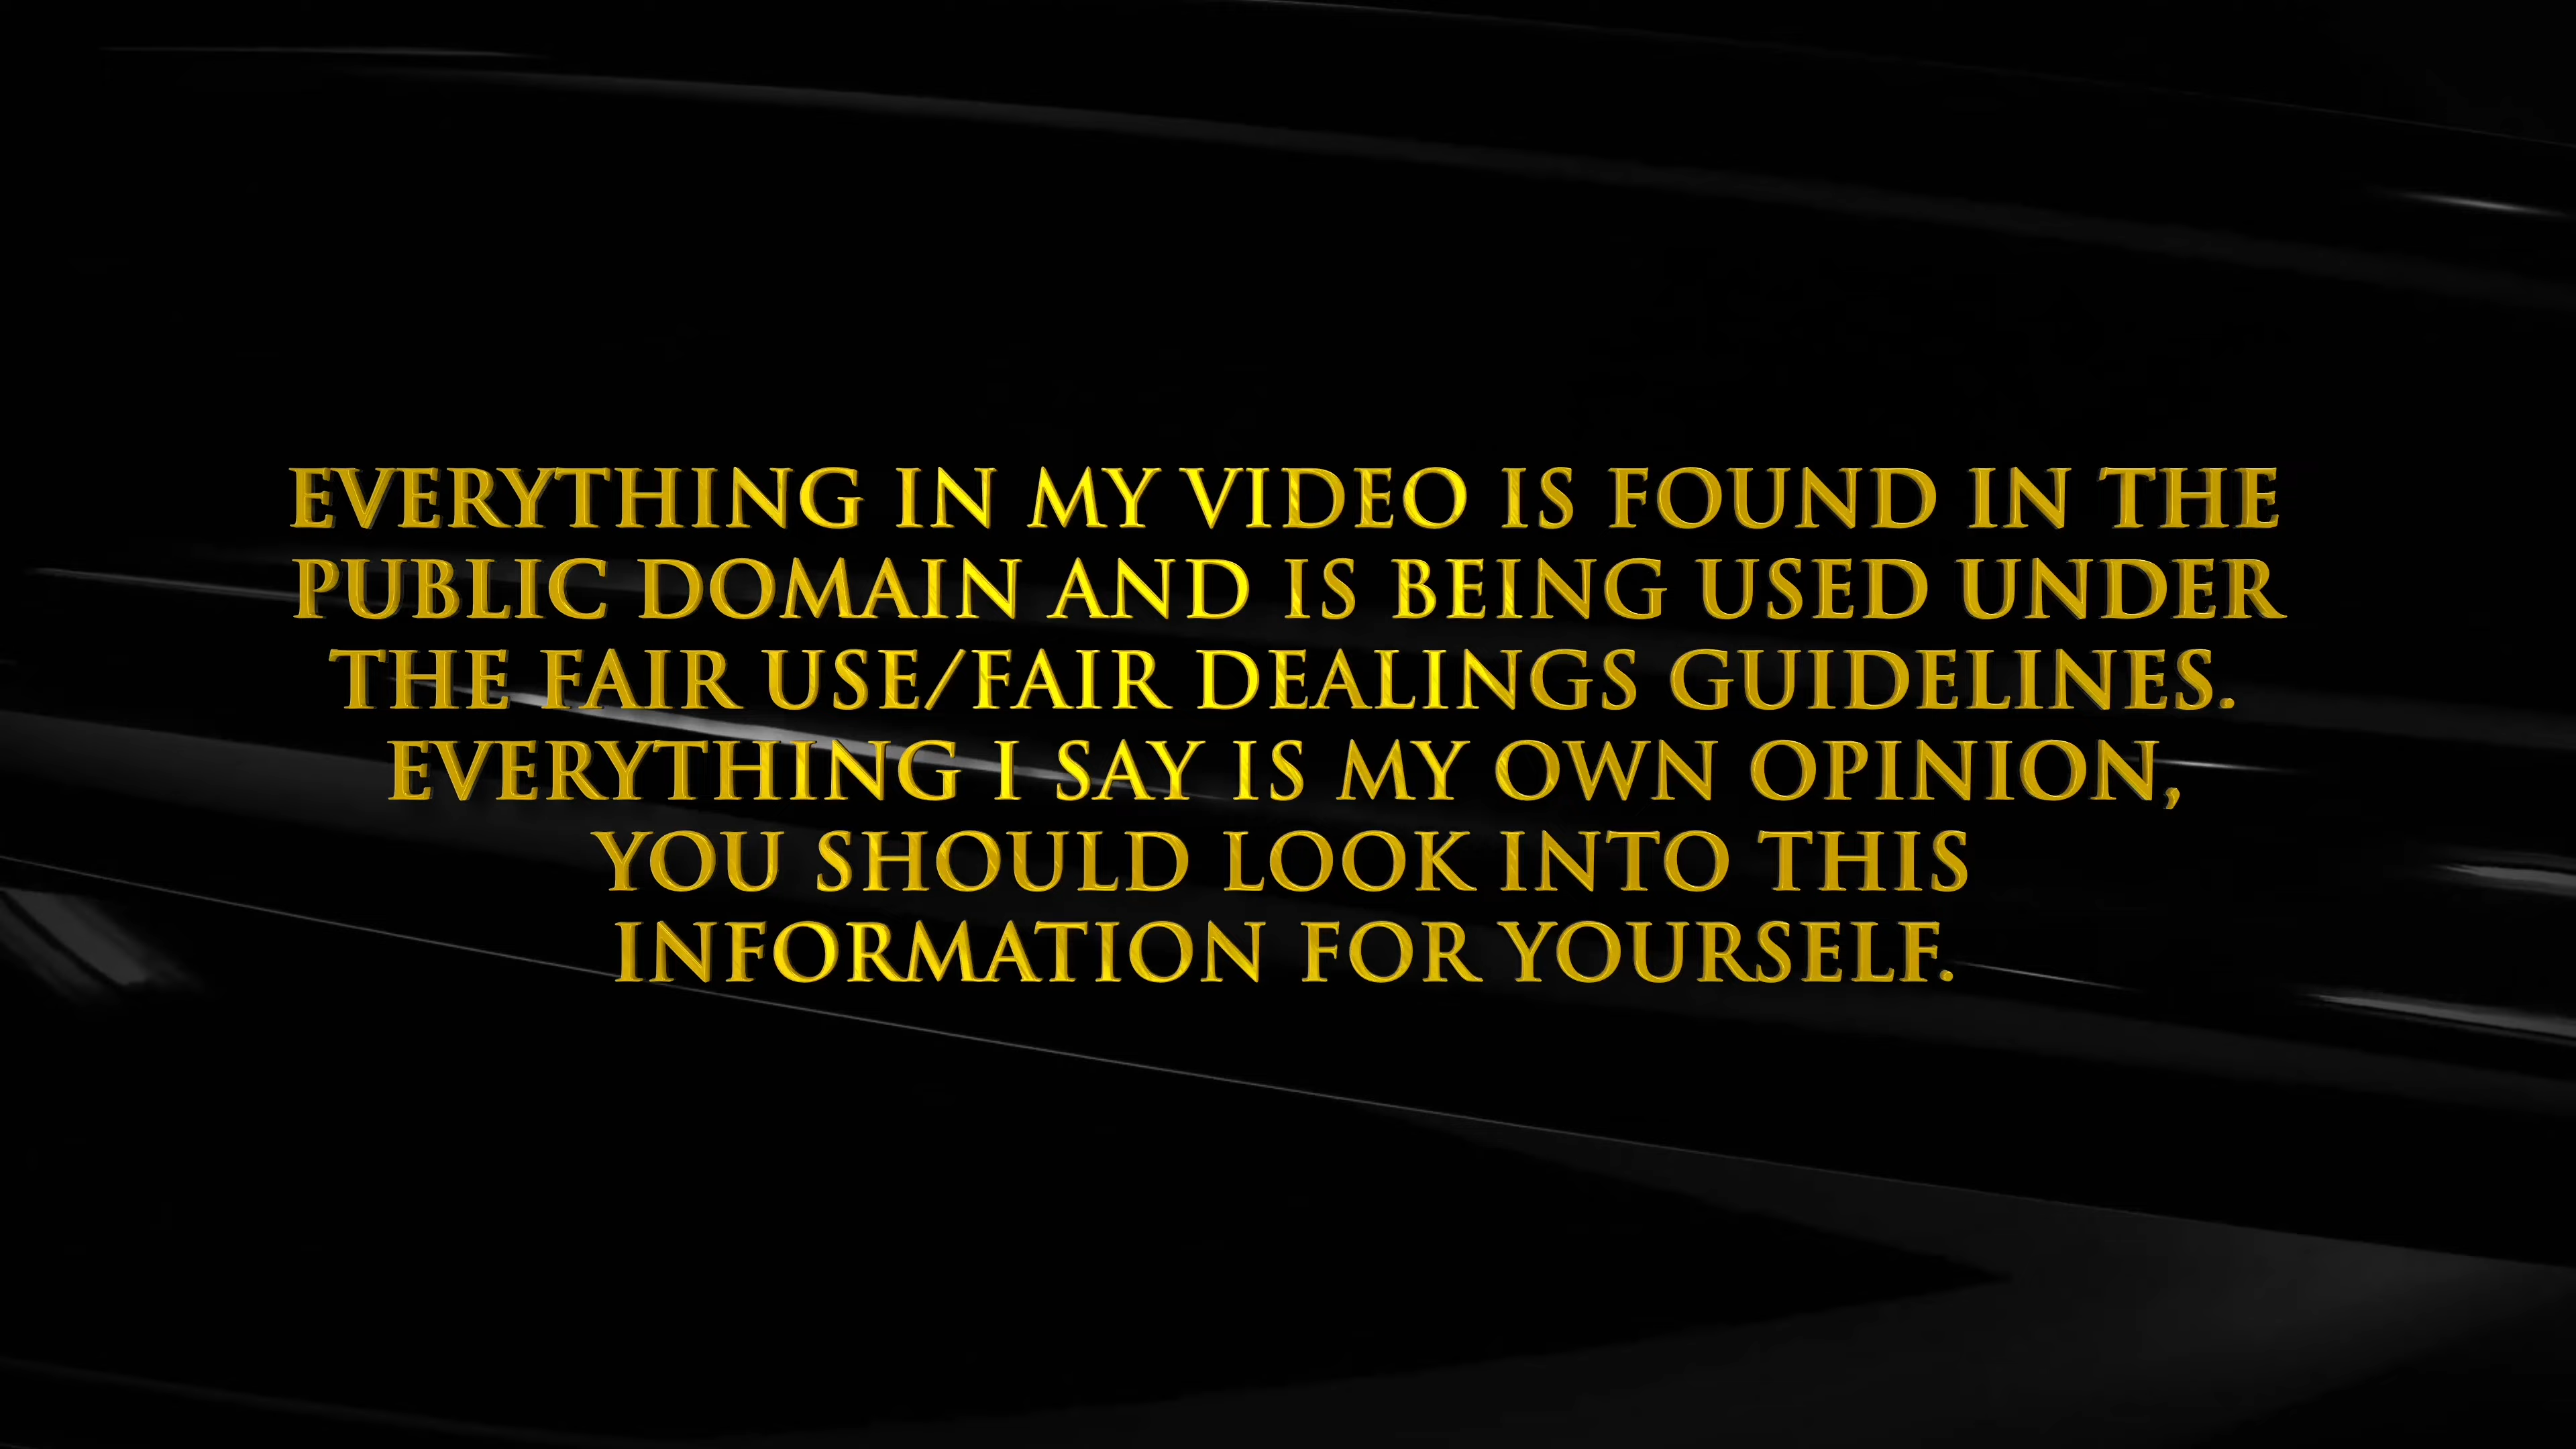 EVERYTHING IN MY VIDEO IS FOUND IN THE
PUBLIC DOMAIN AND IS BEING USED UNDER
THE FAIR USE/FAIR DEALINGS GUIDELINES.
EVERYTHING I SAY IS MY OWN OPINION,
YOU SHOULD LOOK INTO THIS
INFORMATION FOR YOURSELF.